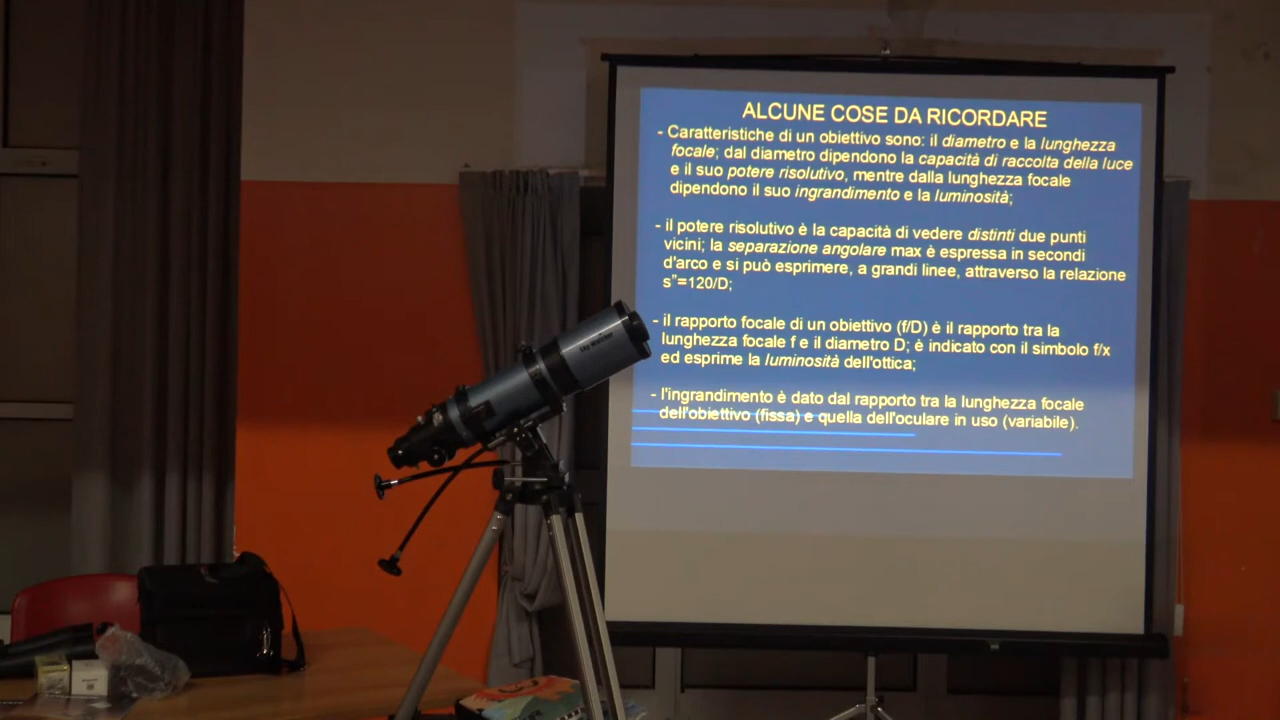 ALCUNE COSE DA RICORDARE
- Caratteristiche di un obiettivo sono: il diametro e la lunghezza
focale; dal diametro dipendono la capacità di raccolta della luce
e il suo potere risolutivo, mentre dalla lunghezza focale
dipendono il suo ingrandimento e la luminosità;
- il potere risolutivo è la capacità di vedere distinti due punti
vicini; la separazione angolare max è espressa in secondi
d'arco e si può esprimere, a grandi linee, attraverso la relazione
s"=120/D;
- il rapporto focale di un obiettivo (f/D) è il rapporto tra la
lunghezza focale f e il diametro D; è indicato con il simbolo f/x
ed esprime la luminosità dell'ottica;
- l'ingrandimento è dato dal rapporto tra la lunghezza focale
dell'obiettivo (fissa) e quella dell'oculare in uso (variabile).
Sky-Watcher